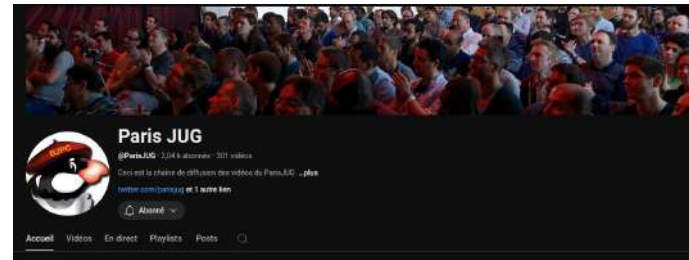 Paris JUG
@ParisJUG · 2,04 k abonnés · 201 vidéos
Ceci est la chaîne de diffusion des vidéos du ParisJUG. ...plus
twitter.com/parisjug et 1 autre lien
Abonné
Accueil Vidéos En direct Playlists Posts